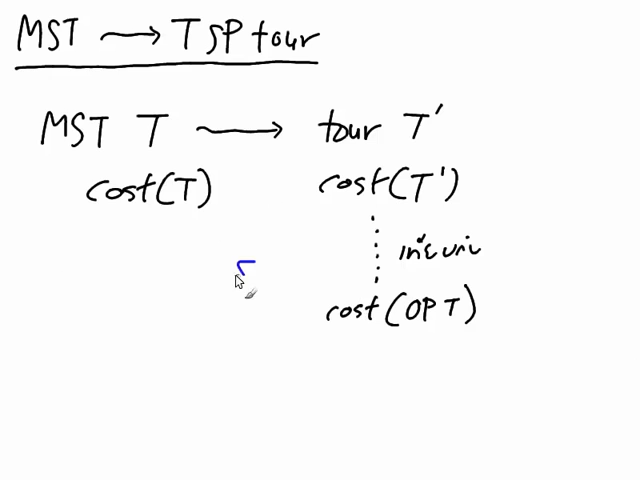 MST → TSP tour
MST T → tour T'
cost(T) cost(T')
cost(OPT)